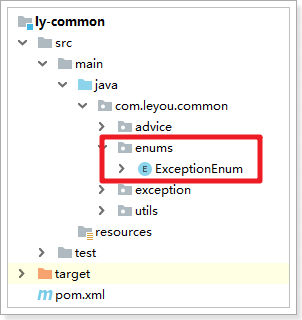 ly-common
src
main
java
com.leyou.common
advice
enums
E ExceptionEnum
exception
utils
resources
test
target
m pom.xml